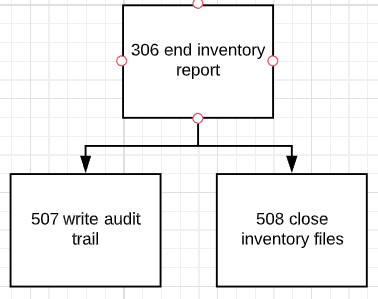 306 end inventory
report
507 write audit
trail
508 close
inventory files